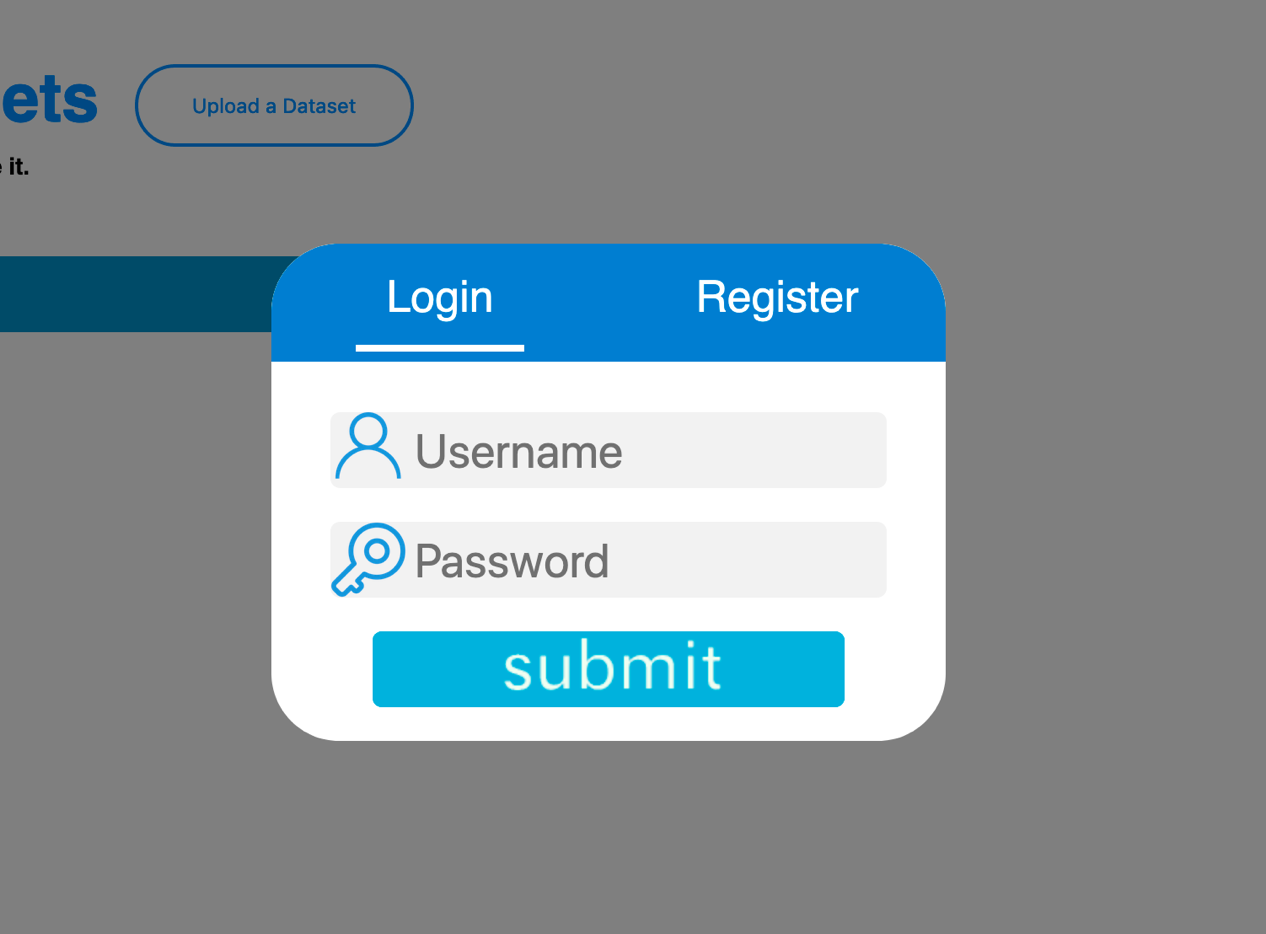 ets
Upload a Dataset
it.
Login Register
Username
Password
submit